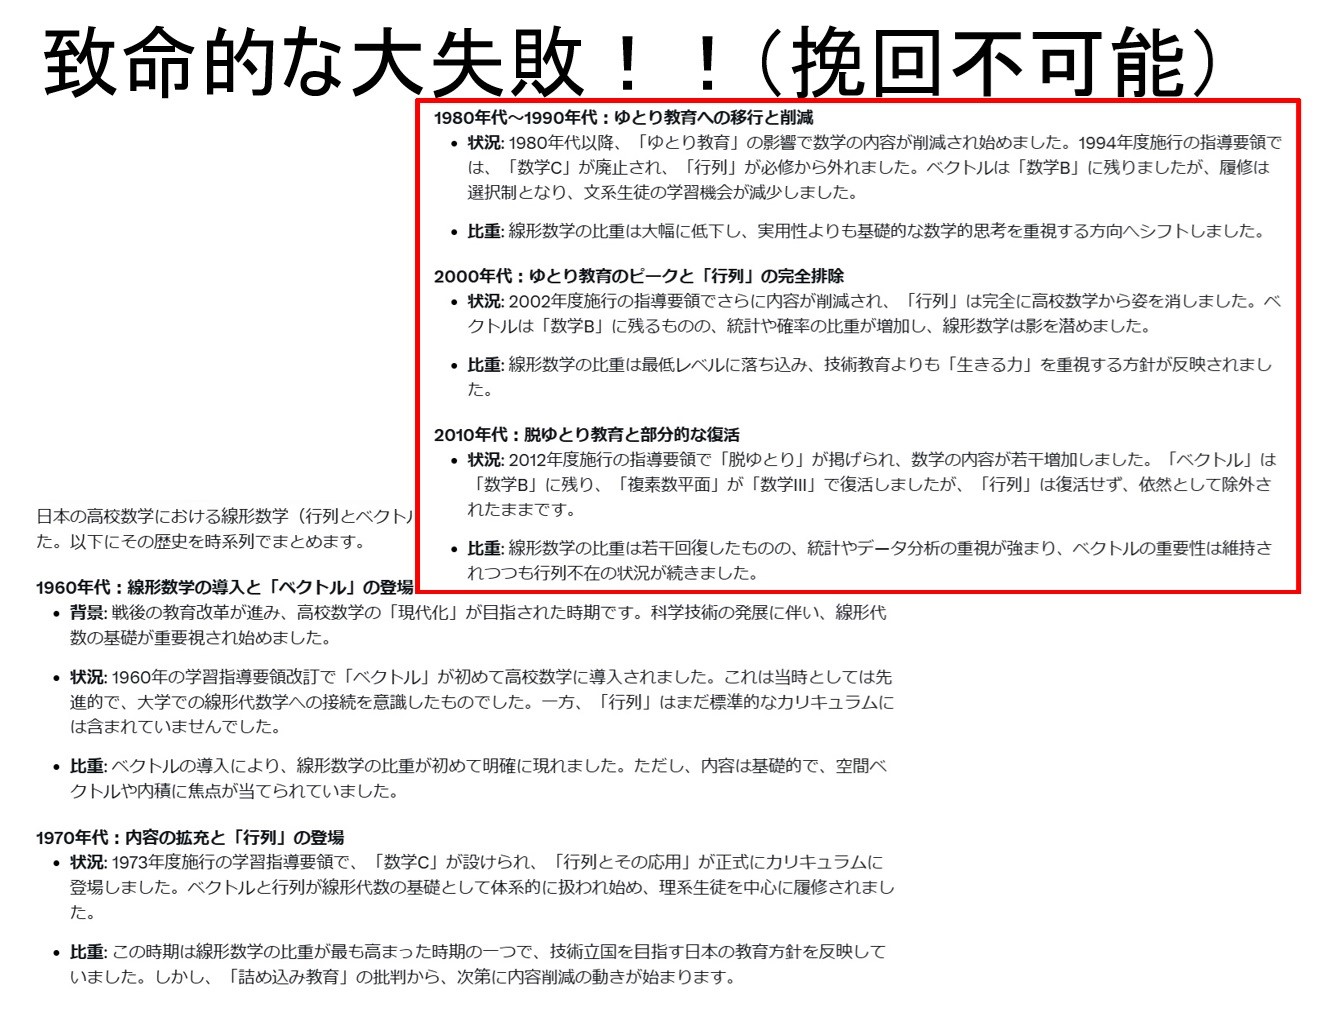 致命的な大失敗！！（挽回不可能）
1980年代〜1990年代：ゆとり教育への移行と削減
• 状況: 1980年代以降、「ゆとり教育」の影響で数学の内容が削減され始めました。1994年度施行の指導要領で
は、「数学C」が廃止され、「行列」が必修から外れました。ベクトルは「数学B」に残りましたが、履修は
選択制となり、文系生徒の学習機会が減少しました。
• 比重: 線形数学の比重は大幅に低下し、実用性よりも基礎的な数学的思考を重視する方向へシフトしました。
2000年代：ゆとり教育のピークと「行列」の完全排除
• 状況: 2002年度施行の指導要領でさらに内容が削減され、「行列」は完全に高校数学から姿を消しました。ベ
クトルは「数学B」に残るものの、統計や確率の比重が増加し、線形数学は影を潜めました。
• 比重: 線形数学の比重は最低レベルに落ち込み、技術教育よりも「生きる力」を重視する方針が反映されまし
た。
2010年代：脱ゆとり教育と部分的な復活
• 状況: 2012年度施行の指導要領で「脱ゆとり」が掲げられ、数学の内容が若干増加しました。「ベクトル」は
「数学B」に残り、「複素数平面」が「数学III」で復活しましたが、「行列」は復活せず、依然として除外さ
れたままです。
• 比重: 線形数学の比重は若干回復したものの、統計やデータ分析の重視が強まり、ベクトルの重要性は維持さ
れつつも行列不在の状況が続きました。
日本の高校数学における線形数学（行列とベクトル
た。以下にその歴史を時系列でまとめます。
1960年代：線形数学の導入と「ベクトル」の登場
• 背景: 戦後の教育改革が進み、高校数学の「現代化」が目指された時期です。科学技術の発展に伴い、線形代
数の基礎が重要視され始めました。
• 状況: 1960年の学習指導要領改訂で「ベクトル」が初めて高校数学に導入されました。これは当時としては先
進的で、大学での線形代数学への接続を意識したものでした。一方、「行列」はまだ標準的なカリキュラムに
は含まれていませんでした。
• 比重: ベクトルの導入により、線形数学の比重が初めて明確に現れました。ただし、内容は基礎的で、空間ベ
クトルや内積に焦点が当てられていました。
1970年代：内容の拡充と「行列」の登場
• 状況: 1973年度施行の学習指導要領で、「数学C」が設けられ、「行列とその応用」が正式にカリキュラムに
登場しました。ベクトルと行列が線形代数の基礎として体系的に扱われ始め、理系生徒を中心に履修されまし
た。
• 比重: この時期は線形数学の比重が最も高まった時期の一つで、技術立国を目指す日本の教育方針を反映して
いました。しかし、「詰め込み教育」の批判から、次第に内容削減の動きが始まります。